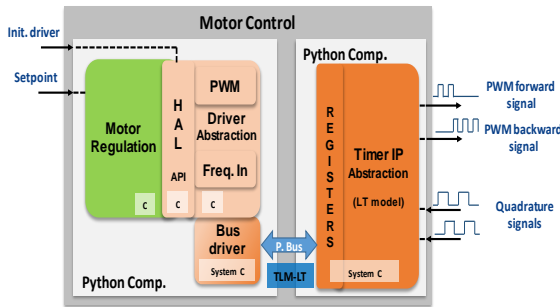 Motor Control
Init. driver
Setpoint
Python Comp.
Motor
Regulation
C
H
A
L
API
C
PWM
Driver
Abstraction
Freq. In
C
Bus
driver
System C
Python Comp.
P. Bus
TLM-LT
R
E
G
I
S
T
E
R
S
Timer IP
Abstraction
(LT model)
System C
PWM forward
signal
PWM backward
signal
Quadrature
signals